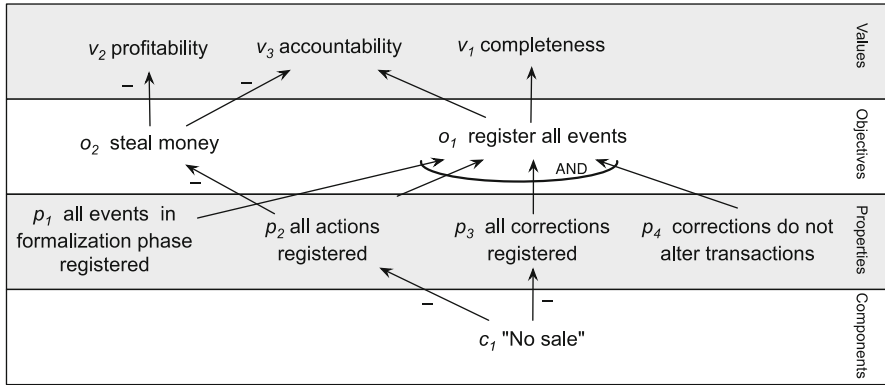 v2 profitability v3 accountability v1 completeness
Values
–
–
o2 steal money
o1 register all events
Objectives
AND
–
p1 all events in
formalization phase
registered
p2 all actions
registered
p3 all corrections
registered
p4 corrections do not
alter transactions
Properties
–
–
c1 "No sale"
Components